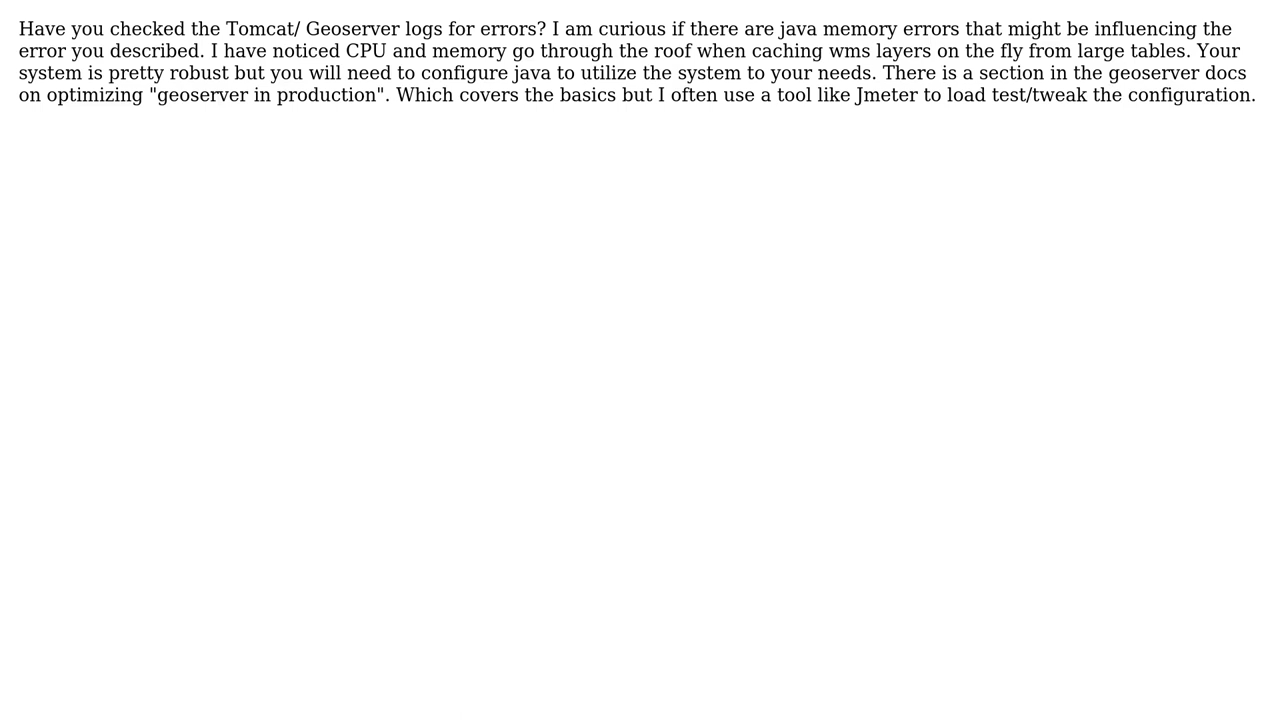 Have you checked the Tomcat/ Geoserver logs for errors? I am curious if there are java memory errors that might be influencing the
error you described. I have noticed CPU and memory go through the roof when caching wms layers on the fly from large tables. Your
system is pretty robust but you will need to configure java to utilize the system to your needs. There is a section in the geoserver docs
on optimizing "geoserver in production". Which covers the basics but I often use a tool like Jmeter to load test/tweak the configuration.